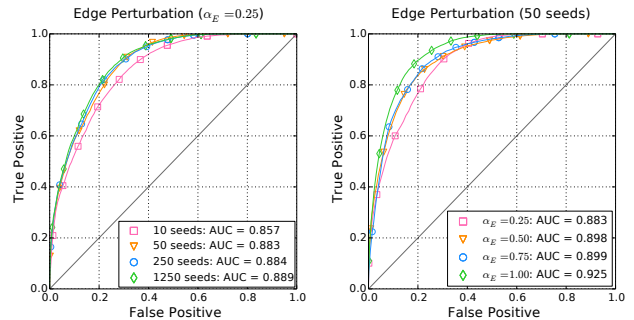 Edge Perturbation (α_E =0.25)
True Positive
1.0
0.8
0.6
0.4
0.2
0.0
0.0 0.2 0.4 0.6 0.8 1.0
False Positive
10 seeds: AUC = 0.857
50 seeds: AUC = 0.883
250 seeds: AUC = 0.884
1250 seeds: AUC = 0.889
Edge Perturbation (50 seeds)
True Positive
1.0
0.8
0.6
0.4
0.2
0.0
0.0 0.2 0.4 0.6 0.8 1.0
False Positive
α_E =0.25: AUC = 0.883
α_E =0.50: AUC = 0.898
α_E =0.75: AUC = 0.899
α_E =1.00: AUC = 0.925